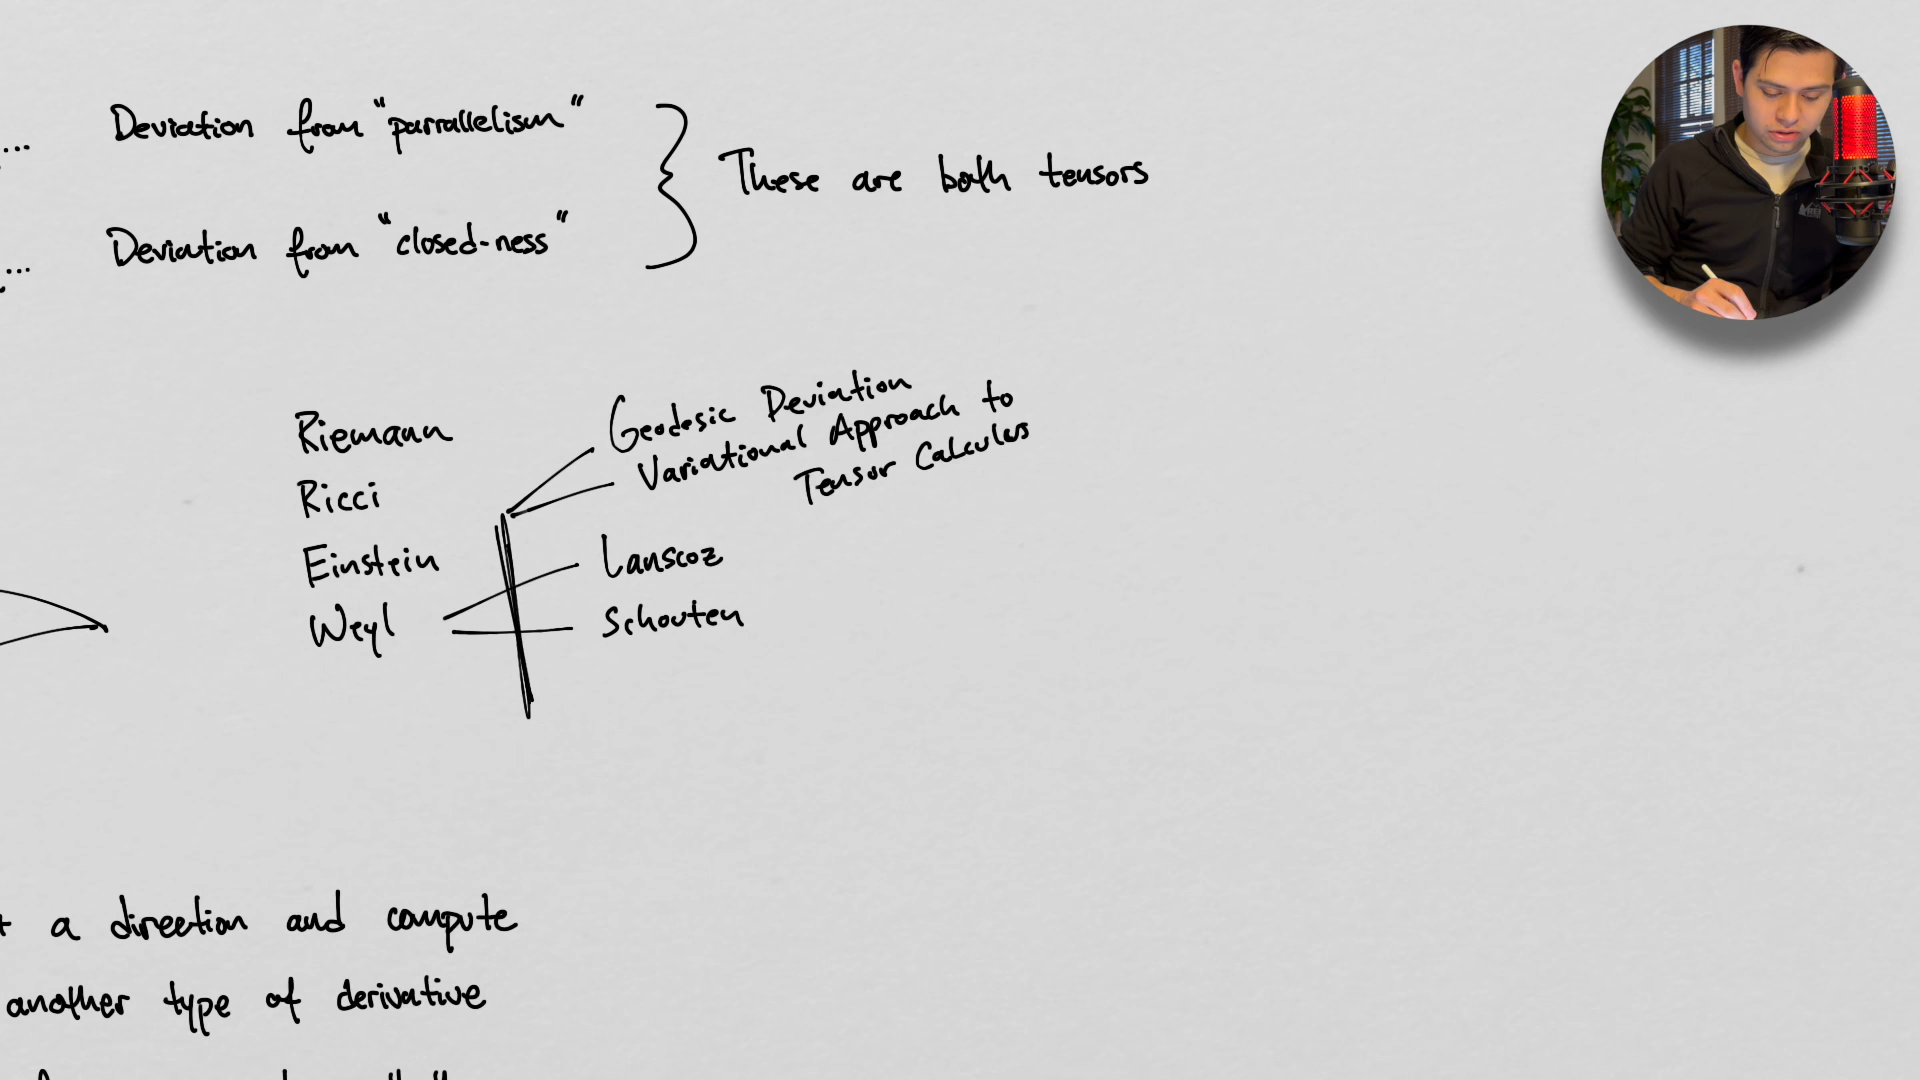 Deviation from "parrallelism"
Deviation from "closed-ness"
These are both tensors
Riemann
Ricci
Einstein
Weyl
Geodesic Deviation
Variational Approach to
Tensor Calculus
Lanscoz
Schouten
a direction and compute
another type of derivative